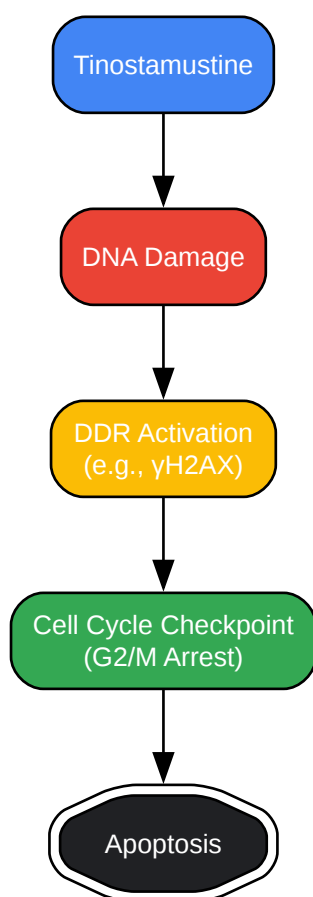 Tinostamustine
DNA Damage
DDR Activation
(e.g., γH2AX)
Cell Cycle Checkpoint
(G2/M Arrest)
Apoptosis